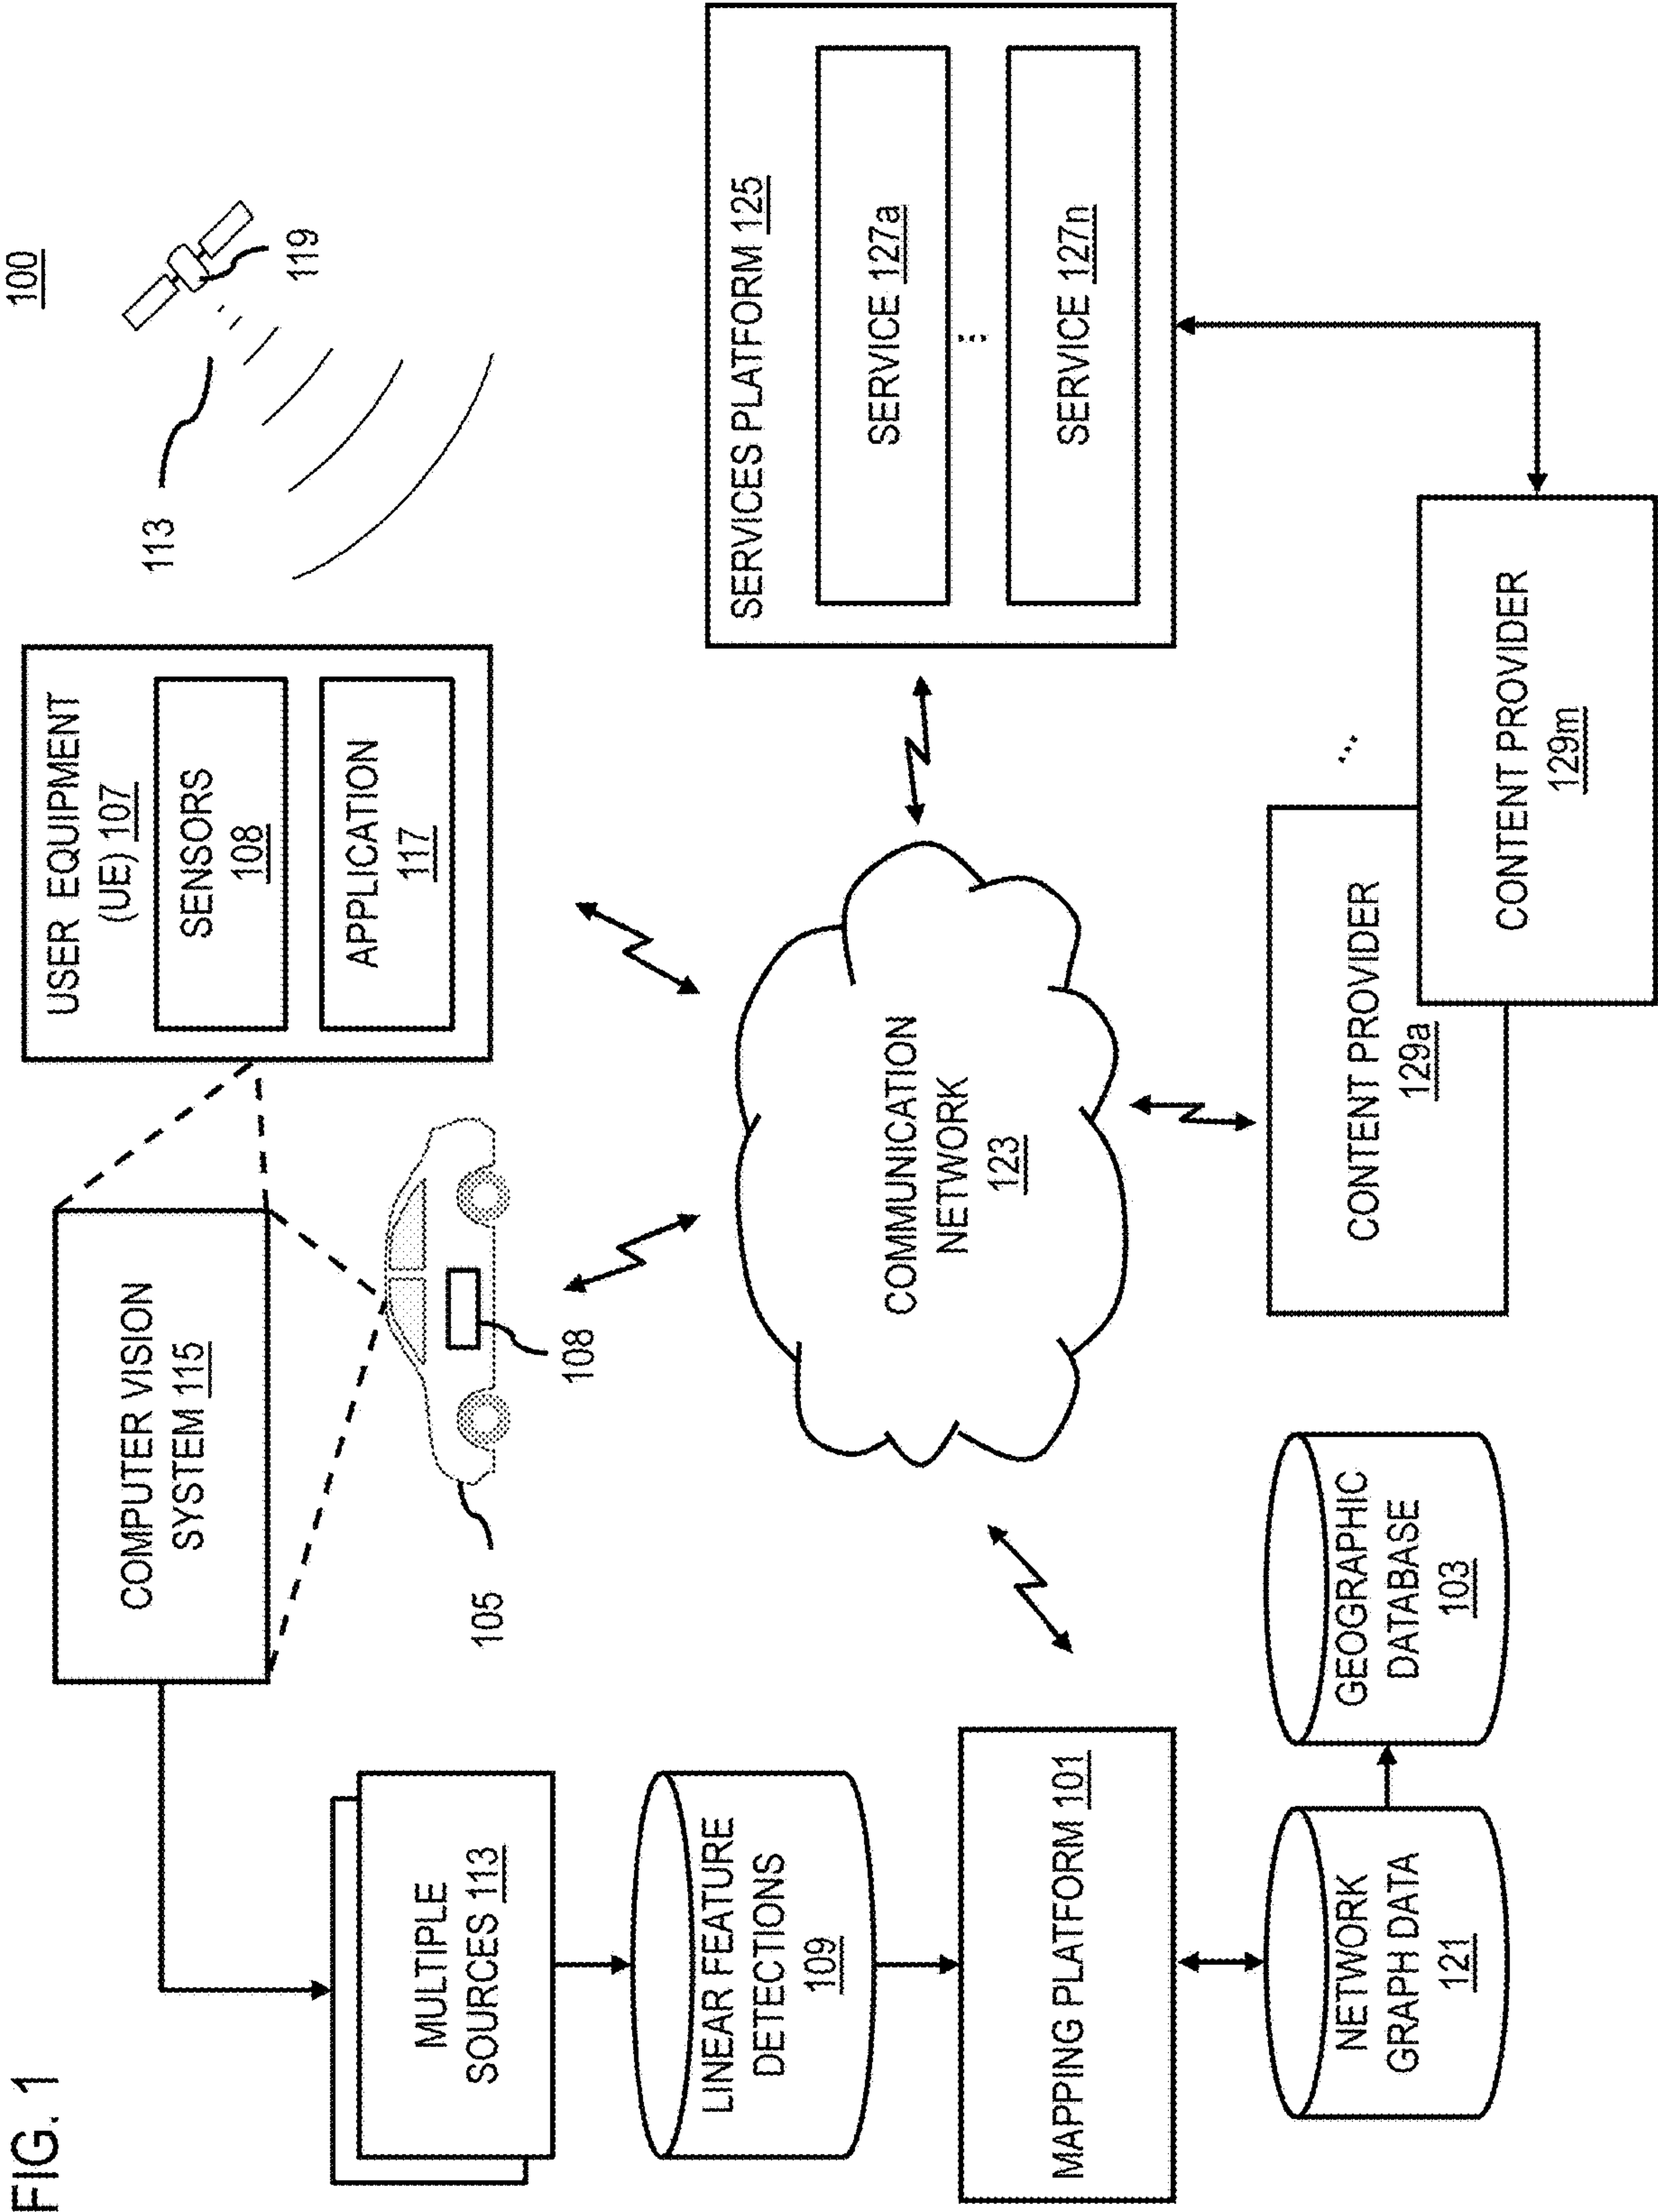 FIG. 1
100
COMPUTER VISION
SYSTEM 115
USER EQUIPMENT
(UE) 107
SENSORS
108
APPLICATION
117
113
119
MULTIPLE
SOURCES 113
105
108
LINEAR FEATURE
DETECTIONS
109
COMMUNICATION
NETWORK
123
SERVICES PLATFORM 125
SERVICE 127a
...
SERVICE 127n
MAPPING PLATFORM 101
NETWORK
GRAPH DATA
121
GEOGRAPHIC
DATABASE
103
CONTENT PROVIDER
129a
...
CONTENT PROVIDER
129m